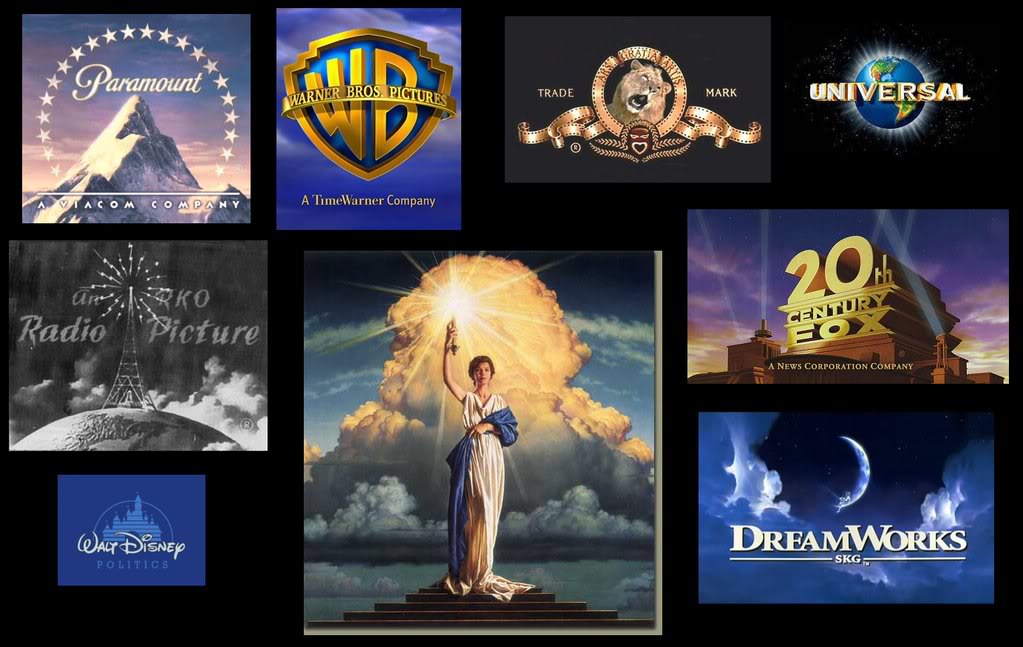 Paramount
A VIACOM COMPANY
WARNER BROS. PICTURES
WB
A TimeWarner Company
GRATIA ARTIS
TRADE MARK
®
UNIVERSAL
an RKO
Radio Picture
®
20th
CENTURY
FOX
®
A NEWS CORPORATION COMPANY
WALT DISNEY
POLITICS
DREAMWORKS
SKG TM